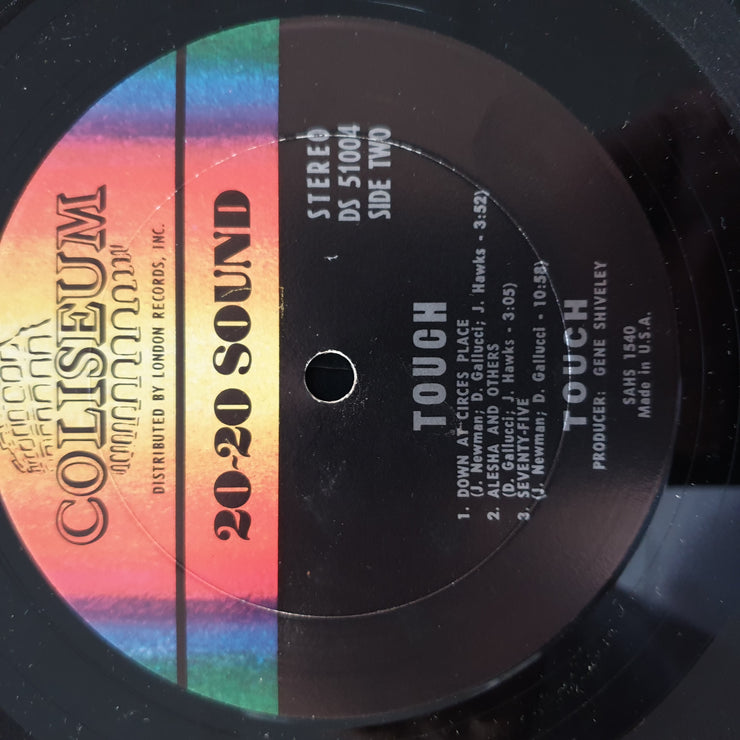 COLISEUM
DISTRIBUTED BY LONDON RECORDS, INC.
20-20 SOUND
STEREO
DS 51004
SIDE TWO
TOUCH
1. DOWN AT CIRCES PLACE
(J. Newman; D. Gallucci; J. Hawks - 3:52)
2. ALESHA AND OTHERS
(D. Gallucci; J. Hawks - 3:05)
3. SEVENTY-FIVE
(J. Newman; D. Gallucci - 10:58)
TOUCH
PRODUCER: GENE SHIVELEY
SAHS 1540
Made in U.S.A.